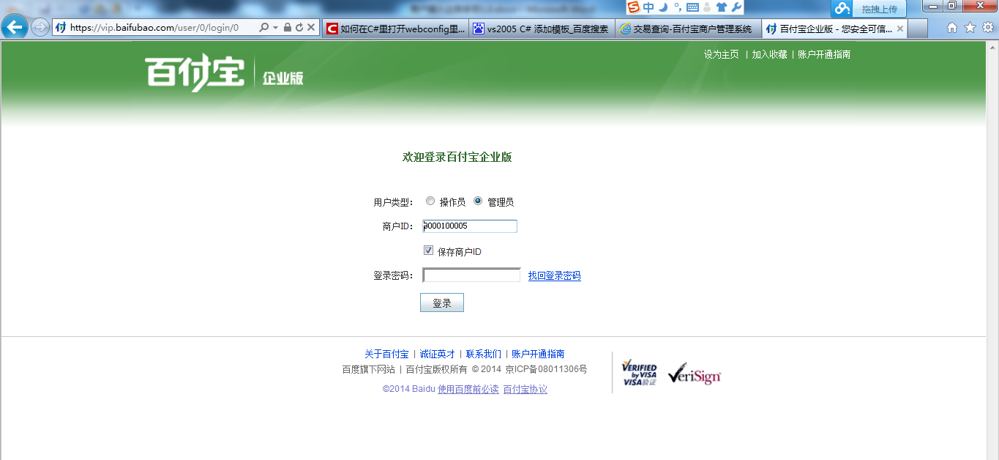 中
拖拽上传
https://vip.baifubao.com/user/0/login/0
如何在C#里打开webconfig里...
vs2005 C# 添加模板_百度搜索
交易查询-百付宝商户管理系统
百付宝企业版 - 您安全可信...
设为主页 | 加入收藏 | 账户开通指南
百付宝 企业版
欢迎登录百付宝企业版
用户类型： 操作员 管理员
商户ID： 000100005
保存商户ID
登录密码： 找回登录密码
登录
关于百付宝 | 诚征英才 | 联系我们 | 账户开通指南
百度旗下网站 | 百付宝版权所有 © 2014 京ICP备08011306号
©2014 Baidu 使用百度前必读 百付宝协议
VERIFIED
by VISA
VISA验证
VeriSign